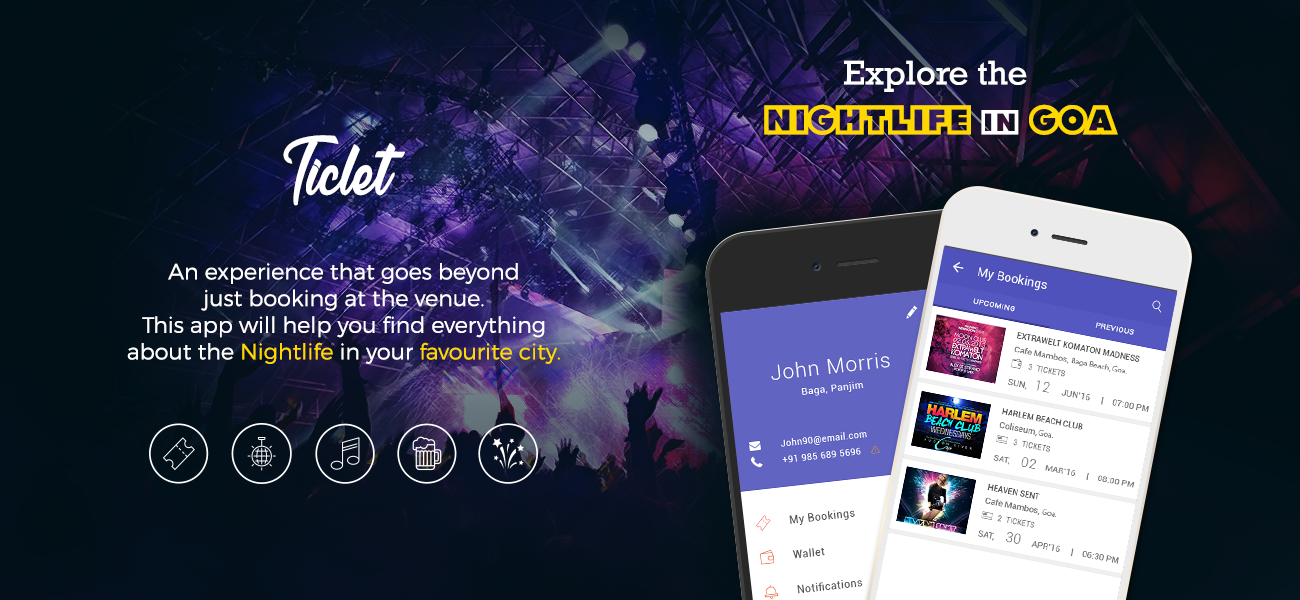 Ticlet
An experience that goes beyond
just booking at the venue.
This app will help you find everything
about the Nightlife in your favourite city.
Explore the
NIGHTLIFE IN GOA
John Morris
Baga, Panjim
John90@email.com
+91 985 689 5696
My Bookings
Wallet
Notifications
My Bookings
UPCOMING
PREVIOUS
EXTRAWELT KOMATON MADNESS
Cafe Mambos, Baga Beach, Goa.
3 TICKETS
SUN, 12 JUN'16 | 07:00 PM
HARLEM
BEACH CLUB
WEDNESDAYS
HARLEM BEACH CLUB
Coliseum, Goa.
3 TICKETS
SAT, 02 MAR'16 | 08:00 PM
HEAVEN SENT
Cafe Mambos, Goa.
2 TICKETS
SAT, 30 APR'16 | 06:30 PM